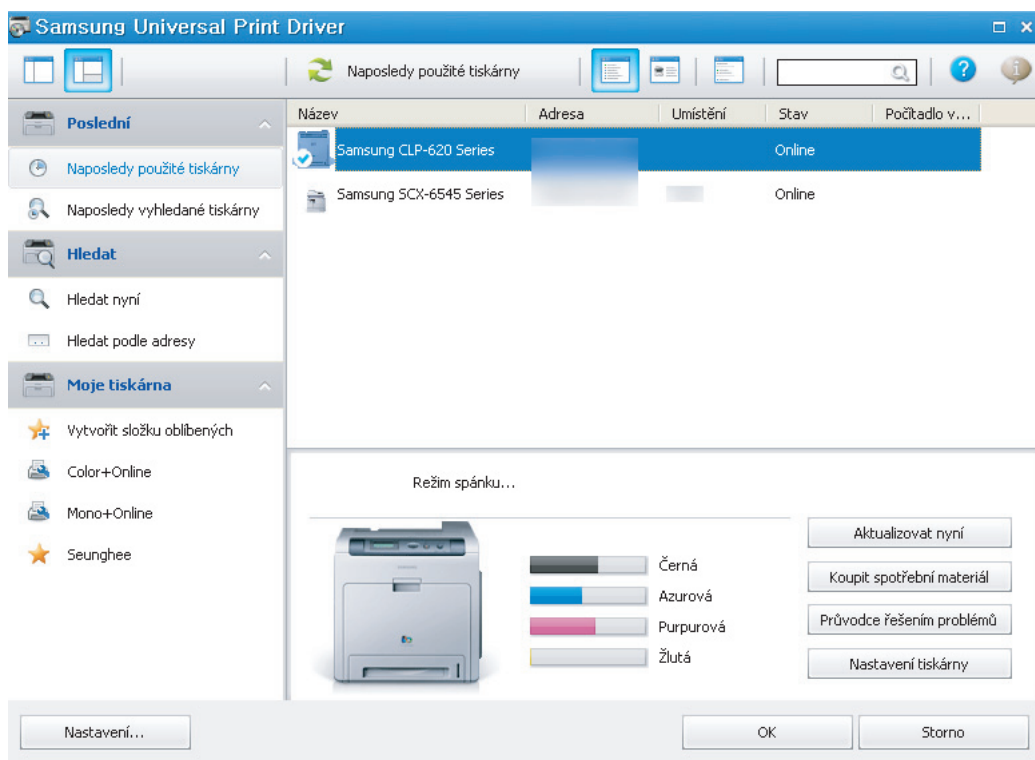 Samsung Universal Print Driver
Naposledy použité tiskárny
Poslední
Naposledy použité tiskárny
Naposledy vyhledané tiskárny
Hledat
Hledat nyní
Hledat podle adresy
Moje tiskárna
Vytvořit složku oblíbených
Color+Online
Mono+Online
Seunghee
Název Adresa Umístění Stav Počítadlo v...
Samsung CLP-620 Series Online
Samsung SCX-6545 Series Online
Režim spánku...
Černá
Azurová
Purpurová
Žlutá
Aktualizovat nyní
Koupit spotřební materiál
Průvodce řešením problémů
Nastavení tiskárny
Nastavení...
OK
Storno